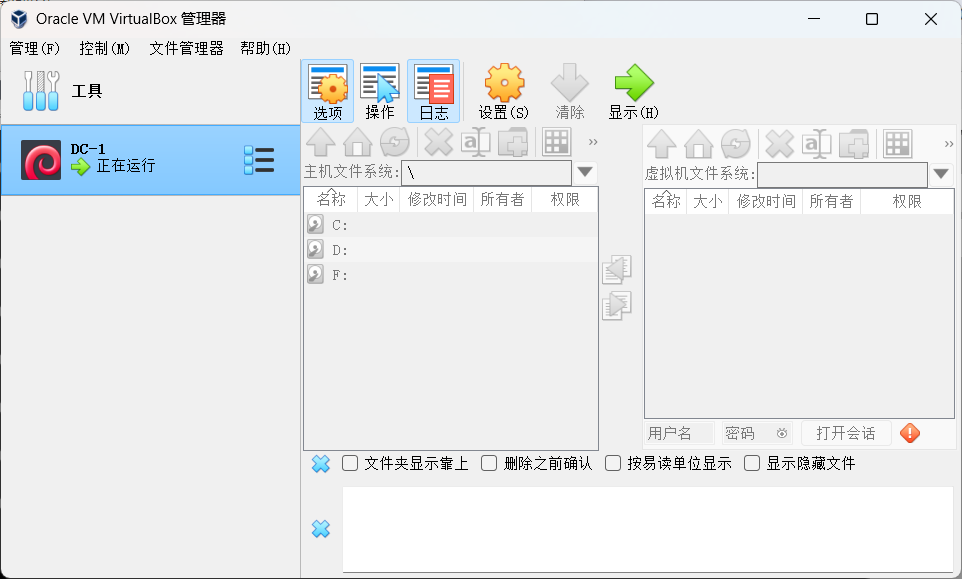 Oracle VM VirtualBox 管理器
管理(F) 控制(M) 文件管理器 帮助(H)
工具
DC-1
正在运行
选项 操作 日志 设置(S) 清除 显示(H)
主机文件系统: \
名称 大小 修改时间 所有者 权限
C:
D:
F:
虚拟机文件系统:
名称 大小 修改时间 所有者 权限
用户名 密码 打开会话
文件夹显示靠上 删除之前确认 按易读单位显示 显示隐藏文件